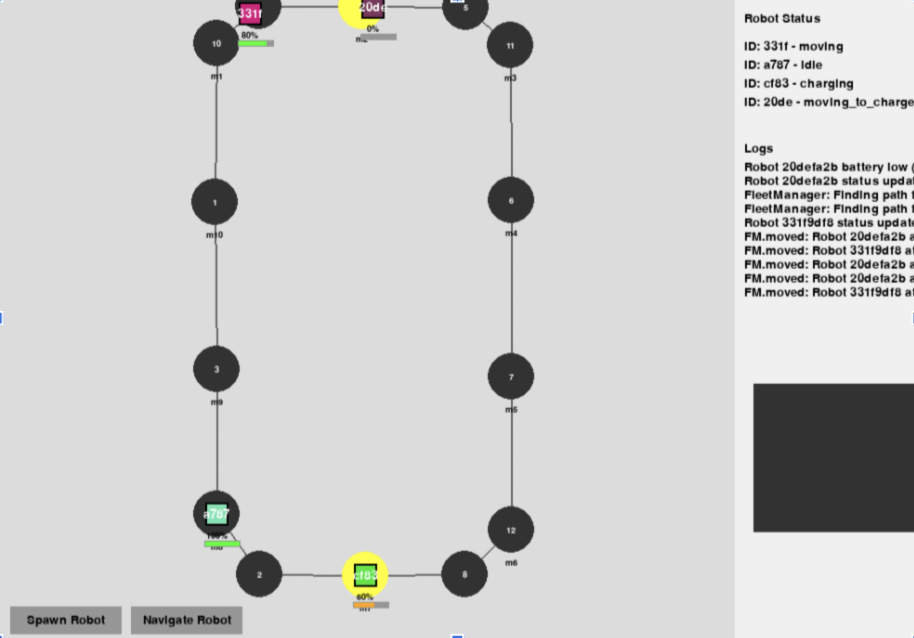 331f
20de
5
80%
0%
10
11
m1
m2
m3
1
6
m10
m4
3
7
m9
m5
a787
12
m6
2
cf83
8
60%
Spawn Robot
Navigate Robot
Robot Status
ID: 331f - moving
ID: a787 - idle
ID: cf83 - charging
ID: 20de - moving_to_charge
Logs
Robot 20defa2b battery low (
Robot 20defa2b status upda
FleetManager: Finding path f
FleetManager: Finding path f
Robot 331f9df8 status update
FM.moved: Robot 20defa2b a
FM.moved: Robot 331f9df8 at
FM.moved: Robot 20defa2b a
FM.moved: Robot 20defa2b a
FM.moved: Robot 331f9df8 at